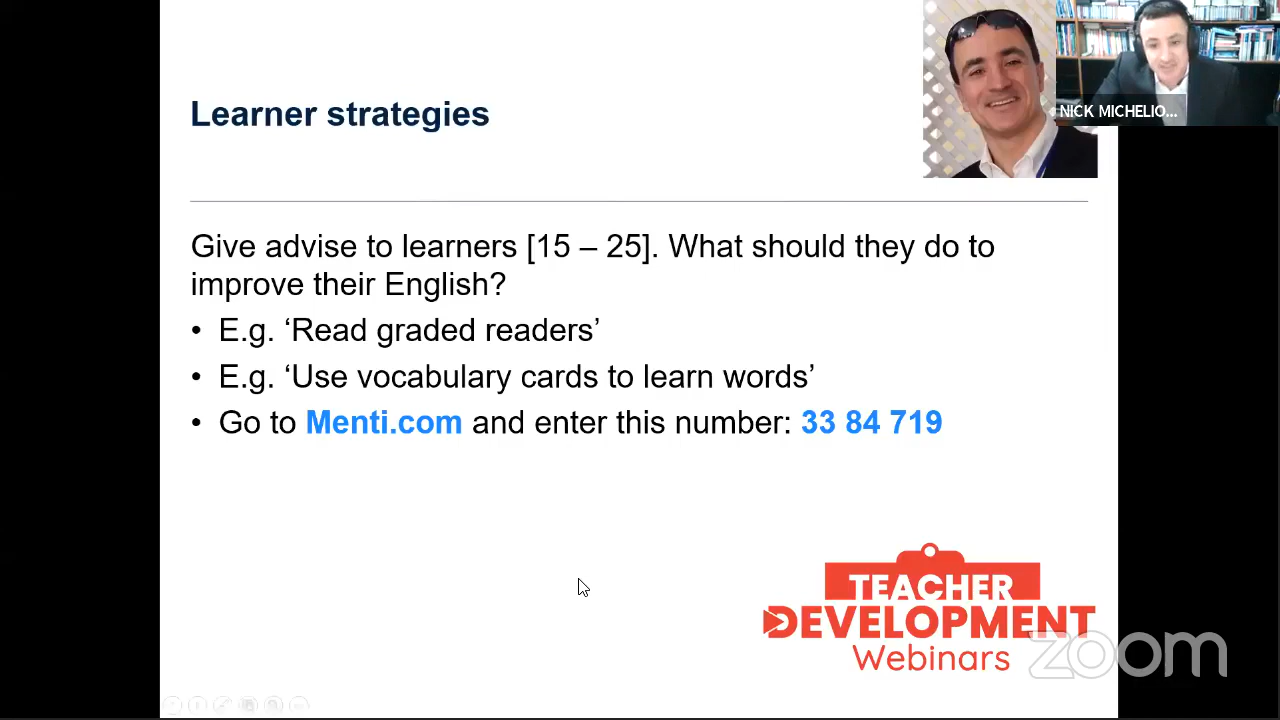 NICK MICHELIO...
Learner strategies
Give advise to learners [15 – 25]. What should they do to
improve their English?
• E.g. ‘Read graded readers’
• E.g. ‘Use vocabulary cards to learn words’
• Go to Menti.com and enter this number: 33 84 719
TEACHER
DEVELOPMENT
Webinars
zoom